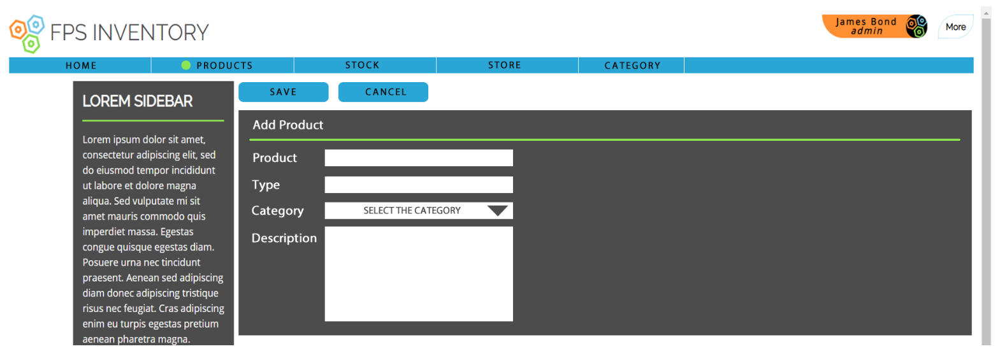 FPS INVENTORY
James Bond
admin
More
HOME
PRODUCTS
STOCK
STORE
CATEGORY
LOREM SIDEBAR
Lorem ipsum dolor sit amet,
consectetur adipiscing elit, sed
do eiusmod tempor incididunt
ut labore et dolore magna
aliqua. Sed vulputate mi sit
amet mauris commodo quis
imperdiet massa. Egestas
congue quisque egestas diam.
Posuere urna nec tincidunt
praesent. Aenean sed adipiscing
diam donec adipiscing tristique
risus nec feugiat. Cras adipiscing
enim eu turpis egestas pretium
aenean pharetra magna.
SAVE
CANCEL
Add Product
Product
Type
Category
SELECT THE CATEGORY
Description